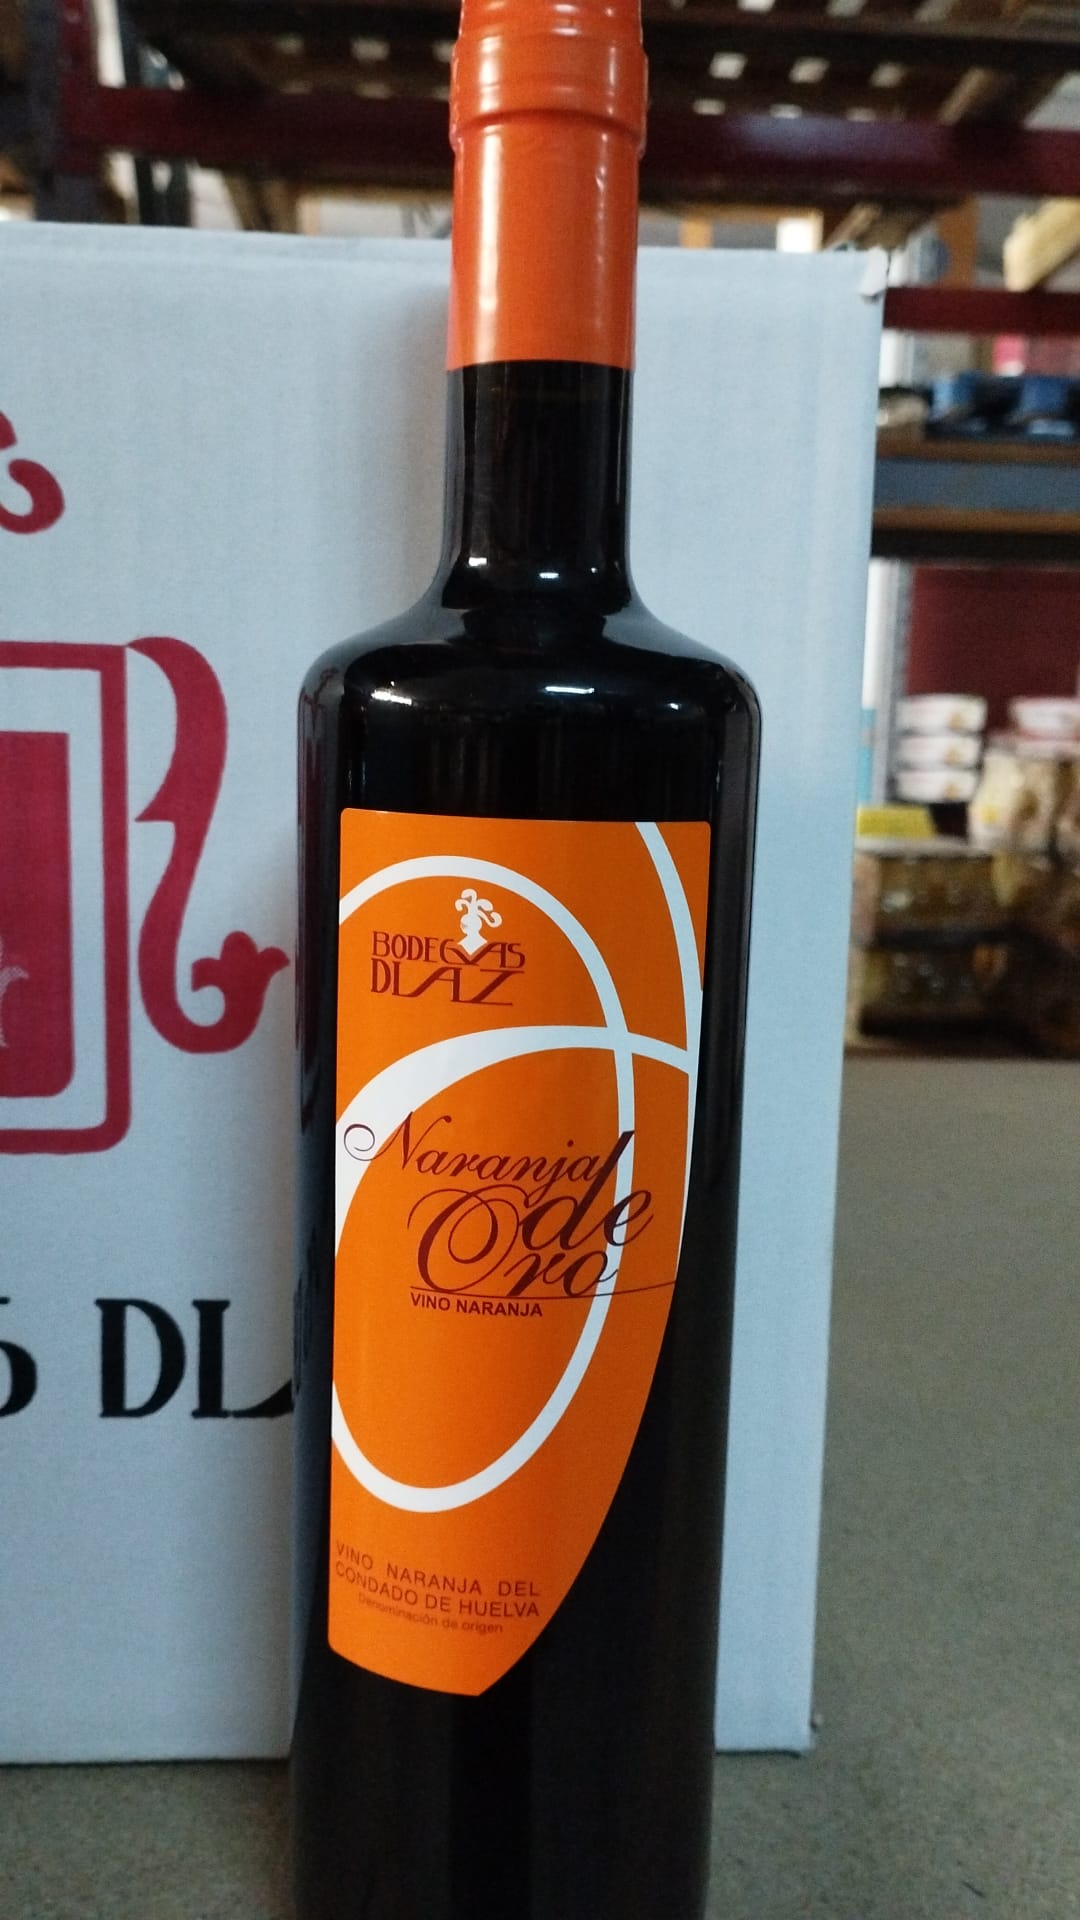 BODEGAS
DIAZ
Naranja
de
Oro
VINO NARANJA
VINO NARANJA DEL
CONDADO DE HUELVA
Denominación de origen